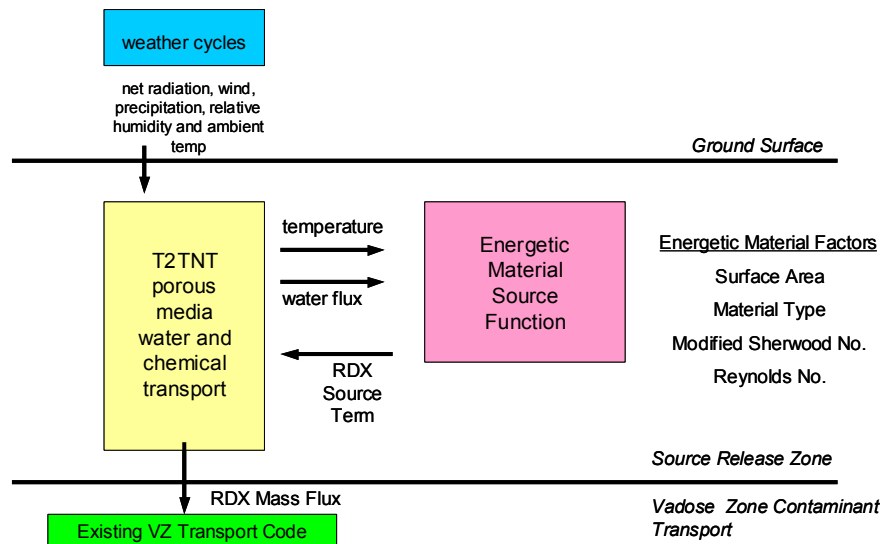 weather cycles
net radiation, wind,
precipitation, relative
humidity and ambient
temp
Ground Surface
T2TNT
porous
media
water and
chemical
transport
temperature
water flux
RDX
Source
Term
Energetic
Material
Source
Function
Energetic Material Factors
Surface Area
Material Type
Modified Sherwood No.
Reynolds No.
Source Release Zone
RDX Mass Flux
Existing VZ Transport Code
Vadose Zone Contaminant
Transport